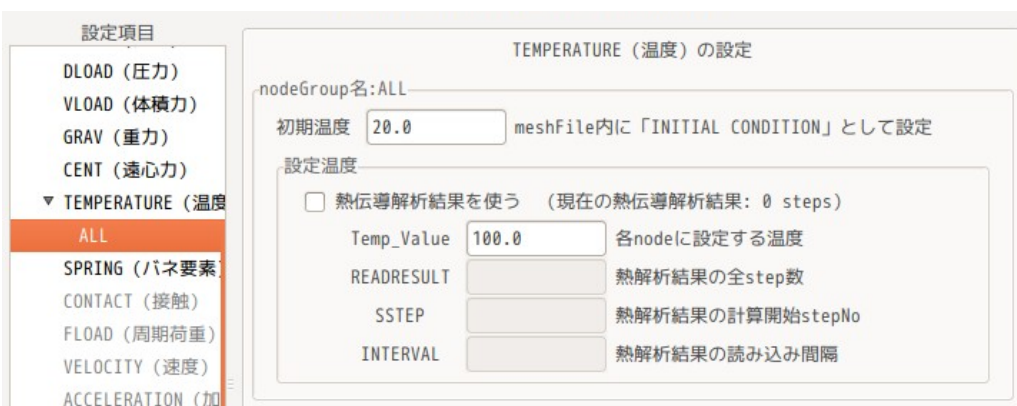 設定項目
DLOAD (圧力)
VLOAD (体積力)
GRAV (重力)
CENT (遠心力)
▼ TEMPERATURE (温度
ALL
SPRING (バネ要素)
CONTACT (接触)
FLOAD (周期荷重)
VELOCITY (速度)
ACCELERATION (加
TEMPERATURE (温度) の設定
nodeGroup名:ALL
初期温度 20.0 meshFile内に「INITIAL CONDITION」として設定
設定温度
熱伝導解析結果を使う (現在の熱伝導解析結果: 0 steps)
Temp_Value 100.0 各nodeに設定する温度
READRESULT 熱解析結果の全step数
SSTEP 熱解析結果の計算開始stepNo
INTERVAL 熱解析結果の読み込み間隔